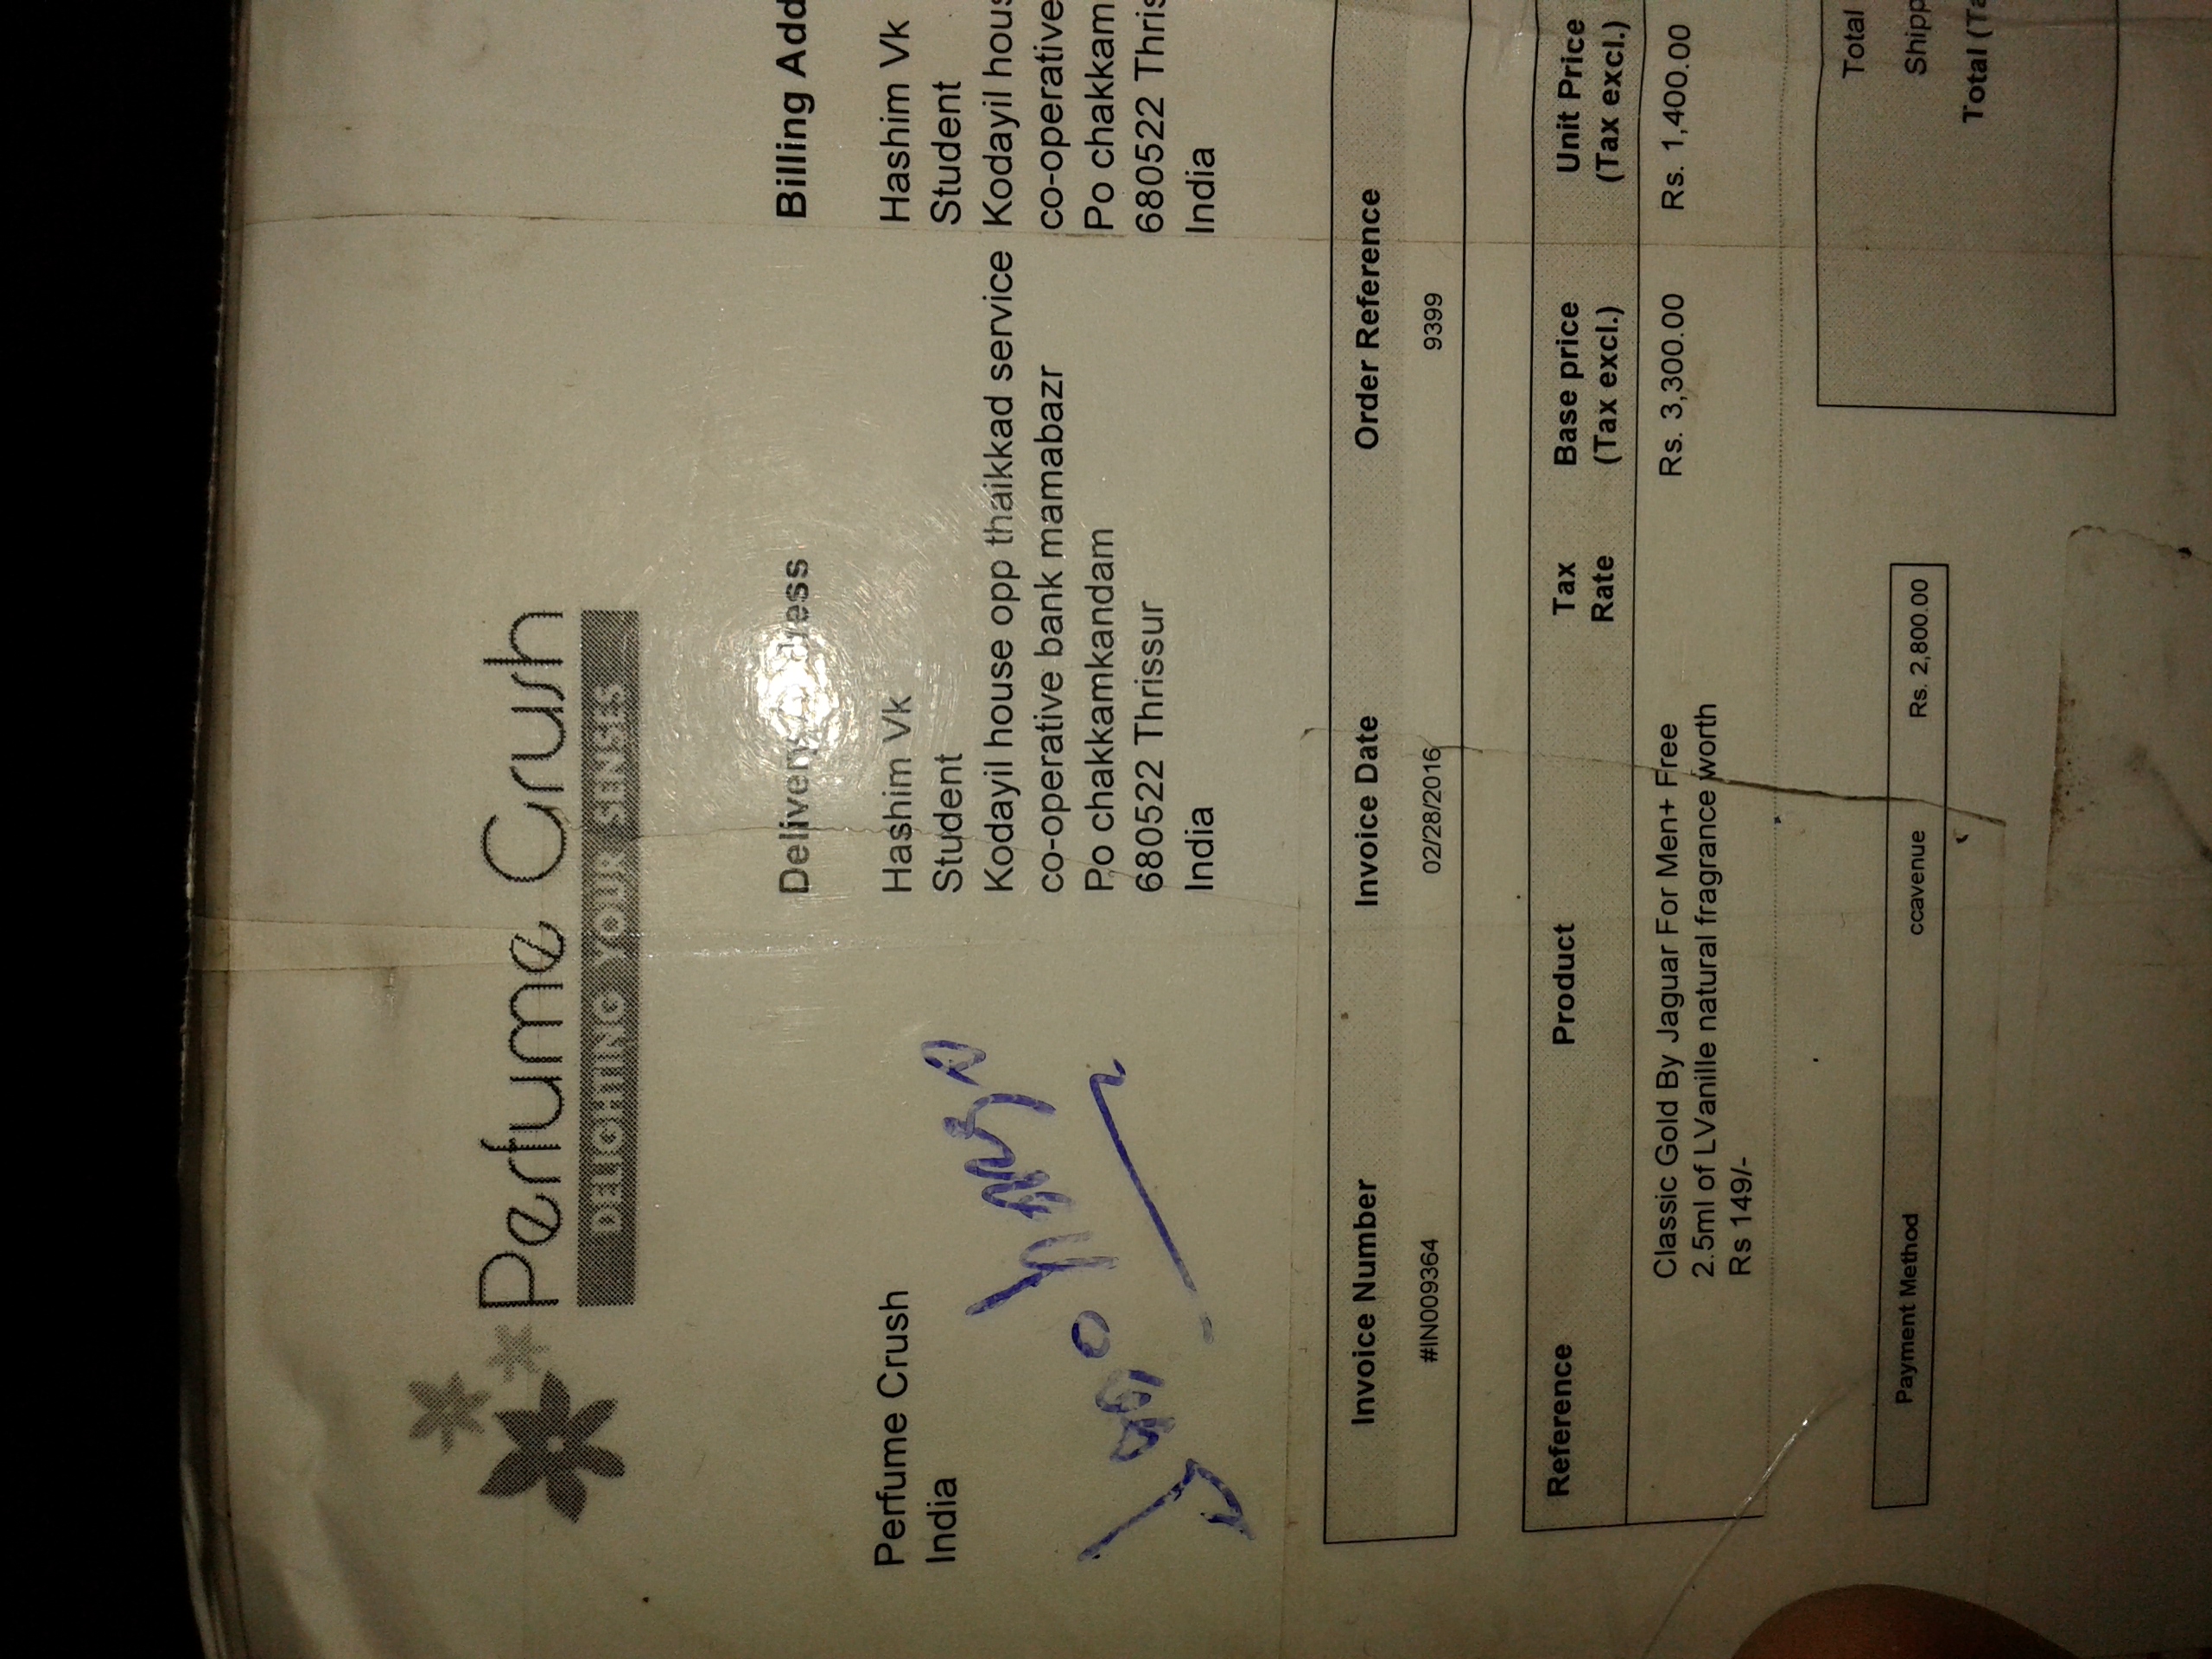 Perfume Crush
DELIGHTING YOUR SENSES
Perfume Crush
India
Delivery Address
Hashim Vk
Student
Kodayil house opp thaikkad service
co-operative bank mamabazr
Po chakkamkandam
680522 Thrissur
India
Billing Add
Hashim Vk
Student
Kodayil hous
co-operative
Po chakkam
680522 Thris
India
Invoice Number Invoice Date Order Reference
#IN009364 02/28/2016 9399
Reference Product Tax Rate Base price (Tax excl.) Unit Price (Tax excl.)
Classic Gold By Jaguar For Men+ Free Rs. 3,300.00 Rs. 1,400.00
2.5ml of LVanille natural fragrance worth
Rs 149/-
Payment Method ccavenue Rs. 2,800.00
Total
Shipp
Total (Ta